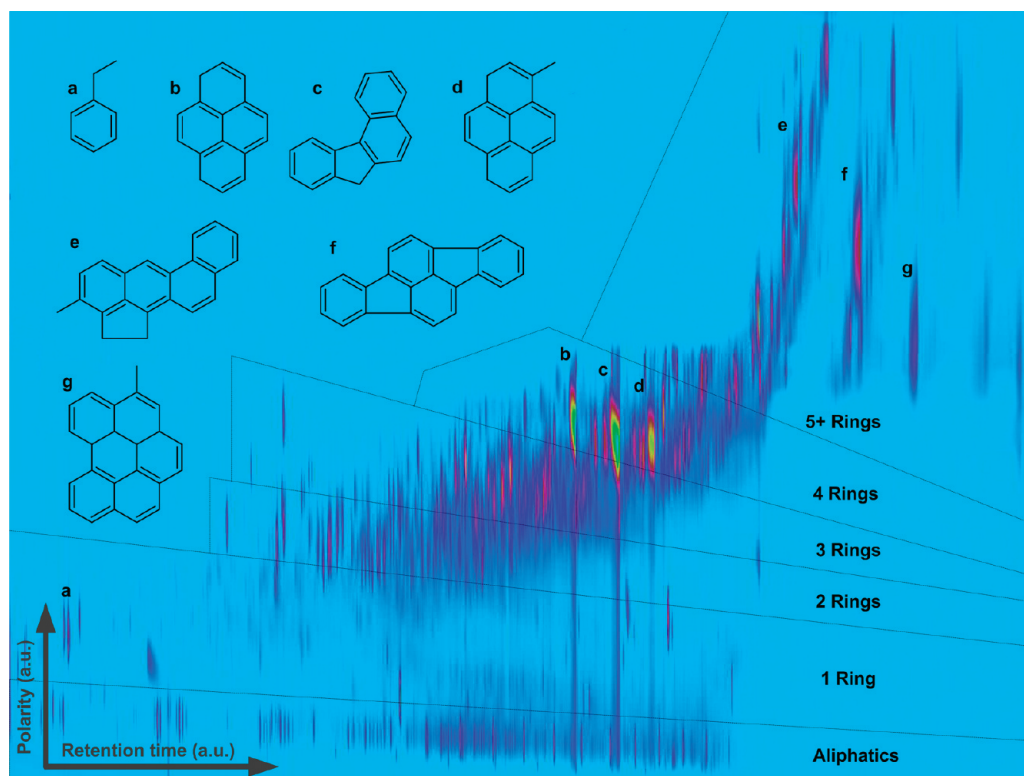 a
b
c
d
e
f
g
e
f
g
b
c
d
5+ Rings
4 Rings
3 Rings
2 Rings
a
1 Ring
Polarity (a.u.)
Retention time (a.u.)
Aliphatics